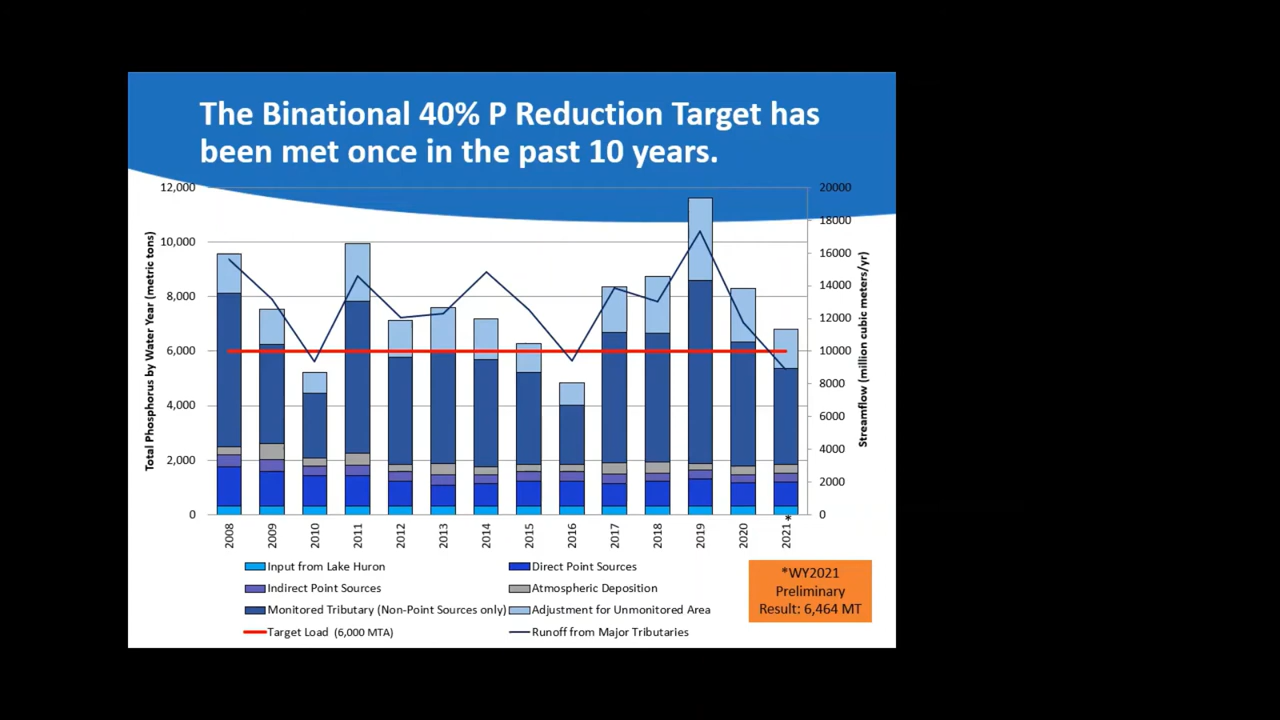 The Binational 40% P Reduction Target has
been met once in the past 10 years.
Total Phosphorus by Water Year (metric tons)
12,000
10,000
8,000
6,000
4,000
2,000
0
20000
18000
16000
14000
12000
10000
8000
6000
4000
2000
0
Streamflow (million cubic meters/yr)
2008
2009
2010
2011
2012
2013
2014
2015
2016
2017
2018
2019
2020
2021*
Input from Lake Huron
Direct Point Sources
Indirect Point Sources
Atmospheric Deposition
Monitored Tributary (Non-Point Sources only)
Adjustment for Unmonitored Area
Target Load (6,000 MTA)
Runoff from Major Tributaries
*WY2021
Preliminary
Result: 6,464 MT